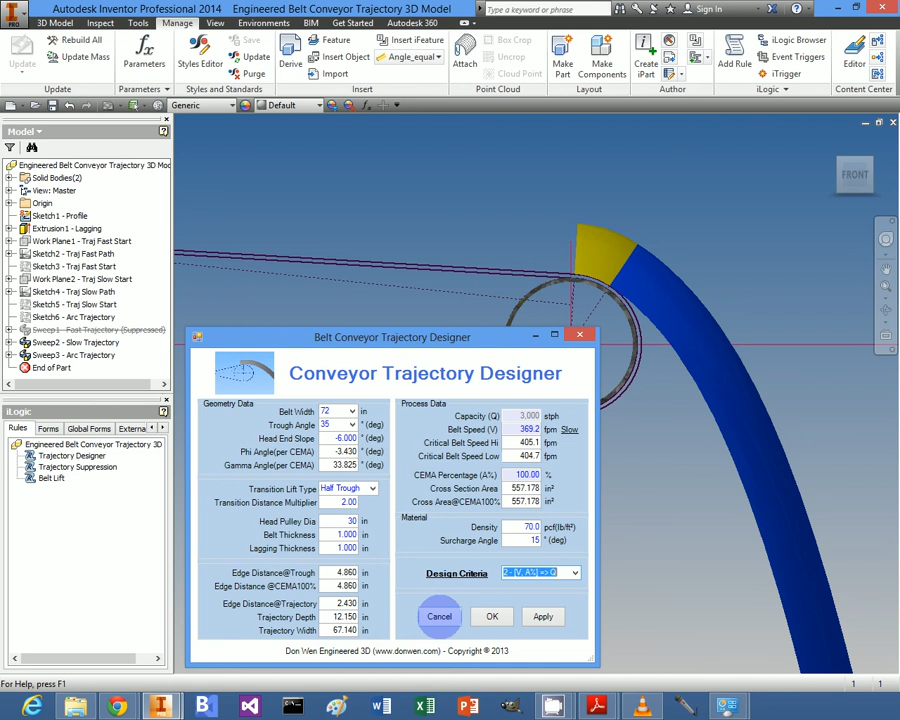 Autodesk Inventor Professional 2014 Engineered Belt Conveyor Trajectory 3D Model
Type a keyword or phrase
Sign In
PRO
3D Model Inspect Tools Manage View Environments BIM Get Started Autodesk 360
Update
Rebuild All
Update Mass
Update
Parameters
Parameters
Styles Editor
Save
Update
Purge
Styles and Standards
Derive
Feature
Insert Object
Import
Insert iFeature
Angle_equal
Insert
Attach
Box Crop
Uncrop
Cloud Point
Point Cloud
Make Part
Make Components
Layout
Create iPart
Author
Add Rule
iLogic Browser
Event Triggers
iTrigger
iLogic
Editor
Content Center
Generic
Default
Model
Engineered Belt Conveyor Trajectory 3D Mod
Solid Bodies(2)
View: Master
Origin
Sketch1 - Profile
Extrusion1 - Lagging
Work Plane1 - Traj Fast Start
Sketch2 - Traj Fast Path
Sketch3 - Traj Fast Start
Work Plane2 - Traj Slow Start
Sketch4 - Traj Slow Path
Sketch5 - Traj Slow Start
Sketch6 - Arc Trajectory
Sweep1 - Fast Trajectory (Suppressed)
Sweep2 - Slow Trajectory
Sweep3 - Arc Trajectory
End of Part
iLogic
Rules Forms Global Forms Externa
Engineered Belt Conveyor Trajectory 3D
Trajectory Designer
Trajectory Suppression
Belt Lift
FRONT
Belt Conveyor Trajectory Designer
Conveyor Trajectory Designer
Geometry Data
Belt Width 72 in
Trough Angle 35 ° (deg)
Head End Slope -6.000 ° (deg)
Phi Angle(per CEMA) -3.430 ° (deg)
Gamma Angle(per CEMA) 33.825 ° (deg)
Transition Lift Type Half Trough
Transition Distance Multiplier 2.00
Head Pulley Dia 30 in
Belt Thickness 1.000 in
Lagging Thickness 1.000 in
Edge Distance@Trough 4.860 in
Edge Distance @CEMA100% 4.860 in
Edge Distance@Trajectory 2.430 in
Trajectory Depth 12.150 in
Trajectory Width 67.140 in
Process Data
Capacity (Q) 3,000 stph
Belt Speed (V) 369.2 fpm Slow
Critical Belt Speed Hi 405.1 fpm
Critical Belt Speed Low 404.7 fpm
CEMA Percentage (A%) 100.00 %
Cross Section Area 557.178 in²
Cross Area@CEMA100% 557.178 in²
Material
Density 70.0 pcf(lb/ft³)
Surcharge Angle 15 ° (deg)
Design Criteria 2 - [V, A%] => Q
Cancel OK Apply
Don Wen Engineered 3D (www.donwen.com) - Copyright ® 2013
For Help, press F1
1 1